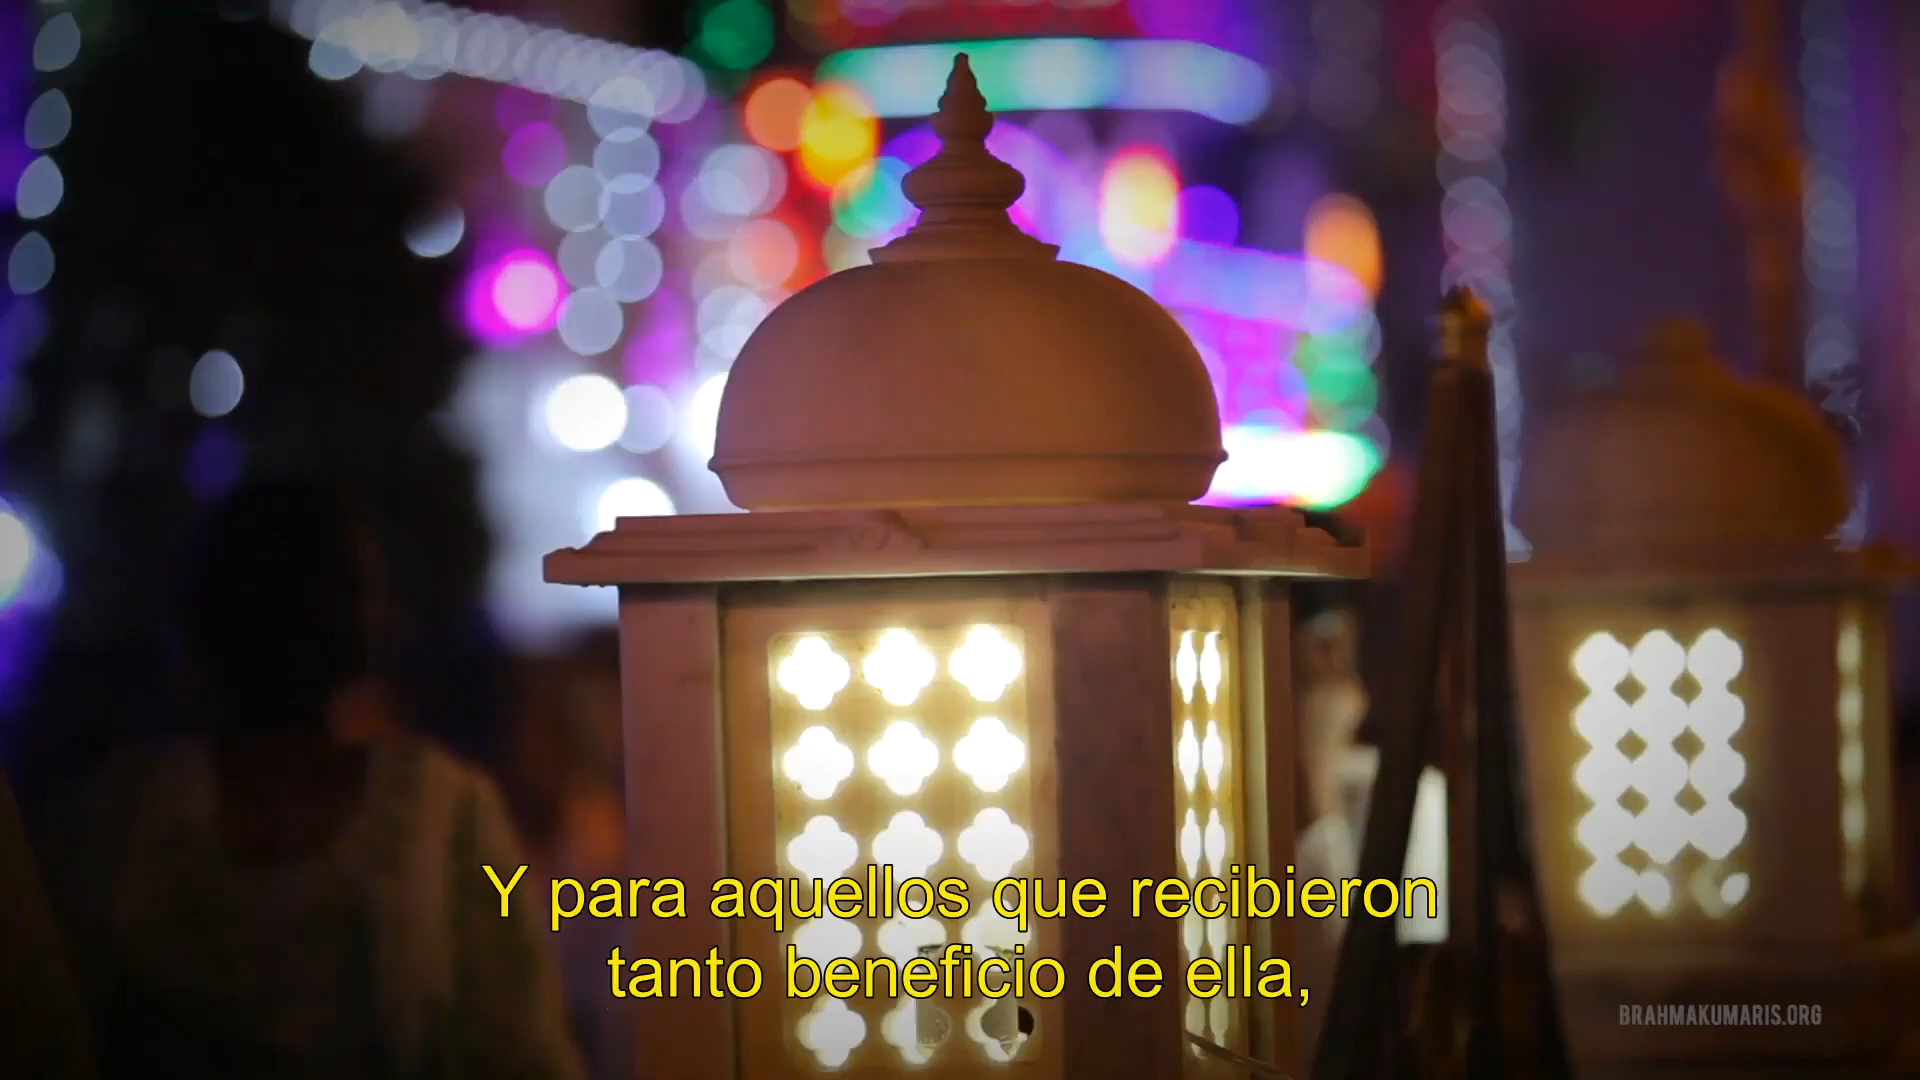 Y para aquellos que recibieron
tanto beneficio de ella,
BRAHMAKUMARIS.ORG